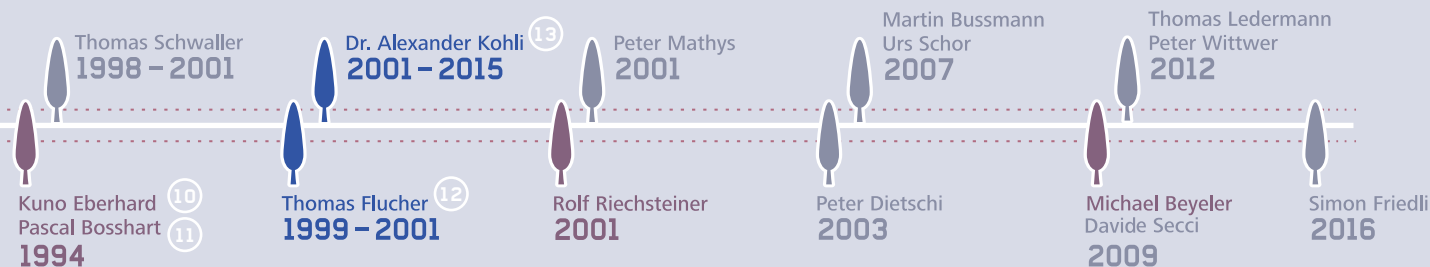 Thomas Schwaller
1998 – 2001
Dr. Alexander Kohli 13
2001 – 2015
Peter Mathys
2001
Martin Bussmann
Urs Schor
2007
Thomas Ledermann
Peter Wittwer
2012
Kuno Eberhard 10
Pascal Bosshart 11
1994
Thomas Flucher 12
1999 – 2001
Rolf Riechsteiner
2001
Peter Dietschi
2003
Michael Beyeler
Davide Secci
2009
Simon Friedli
2016